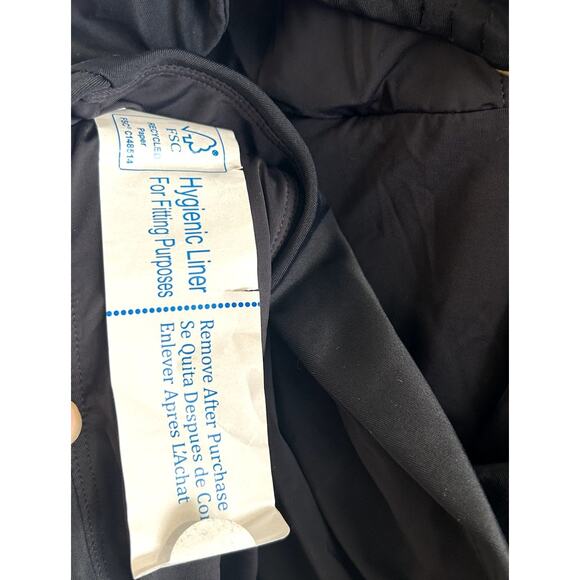 FSC
RECYCLED
Paper
FSC® C148514
Hygienic Liner
For Fitting Purposes
Remove After Purchase
Se Quita Despues de
Enlever Apres L'Achat